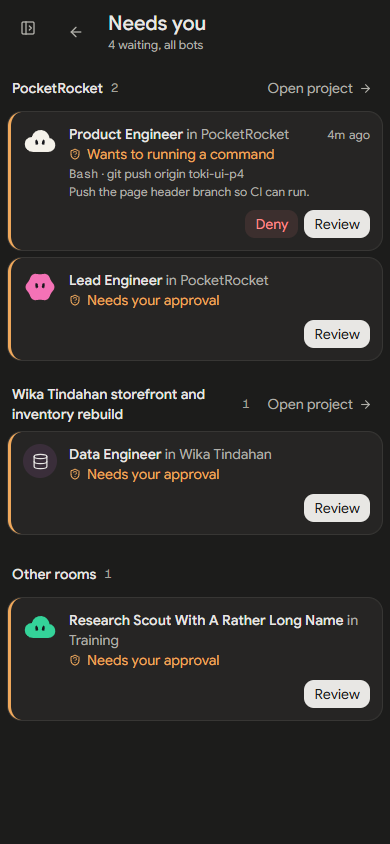 Needs you
4 waiting, all bots
PocketRocket 2
Open project →
Product Engineer in PocketRocket 4m ago
Wants to running a command
Bash · git push origin toki-ui-p4
Push the page header branch so CI can run.
Deny Review
Lead Engineer in PocketRocket
Needs your approval
Review
Wika Tindahan storefront and
inventory rebuild
1 Open project →
Data Engineer in Wika Tindahan
Needs your approval
Review
Other rooms 1
Research Scout With A Rather Long Name in
Training
Needs your approval
Review